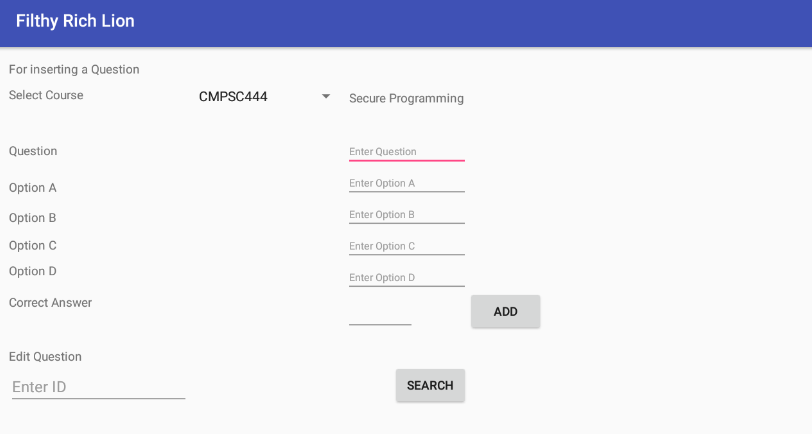 Filthy Rich Lion
For inserting a Question
Select Course CMPSC444 Secure Programming
Question Enter Question
Option A Enter Option A
Option B Enter Option B
Option C Enter Option C
Option D Enter Option D
Correct Answer ADD
Edit Question
Enter ID SEARCH